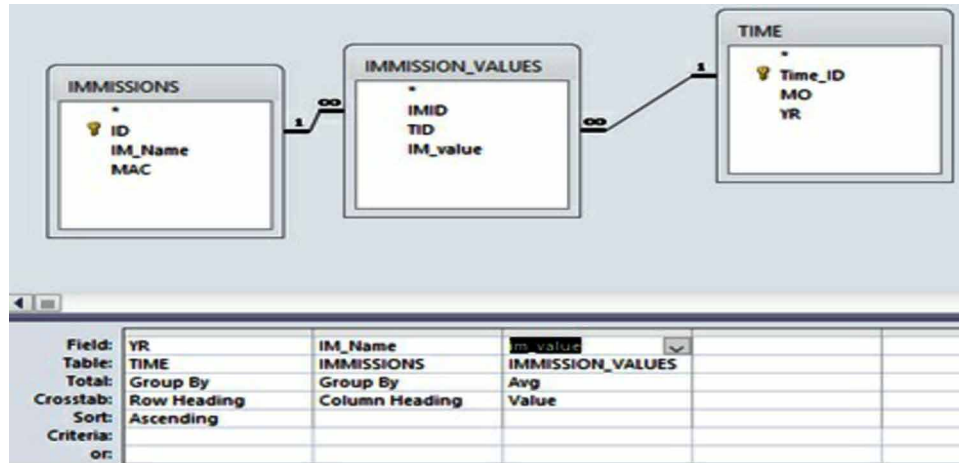 IMMISSIONS
*
ID
IM_Name
MAC
1
∞
IMMISSION_VALUES
*
IMID
TID
IM_value
∞
1
TIME
*
Time_ID
MO
YR
Field: YR IM_Name im_value
Table: TIME IMMISSIONS IMMISSION_VALUES
Total: Group By Group By Avg
Crosstab: Row Heading Column Heading Value
Sort: Ascending
Criteria:
or: